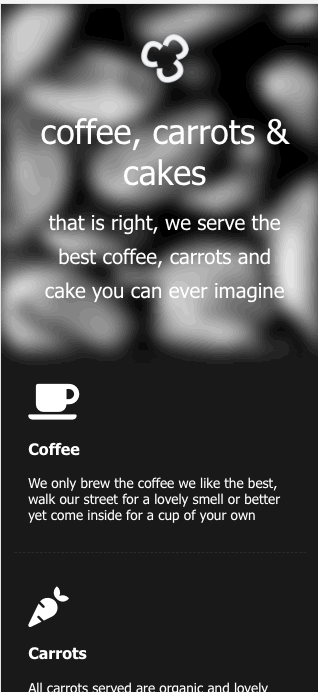 coffee, carrots &
cakes
that is right, we serve the
best coffee, carrots and
cake you can ever imagine
Coffee
We only brew the coffee we like the best,
walk our street for a lovely smell or better
yet come inside for a cup of your own
Carrots
All carrots served are organic and lovely